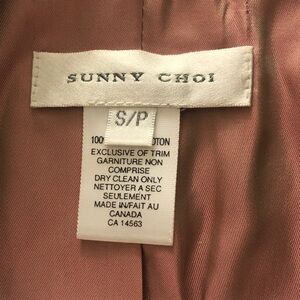 SUNNY CHOI
S/P
100
EXCLUSIVE OF TRIM
GARNITURE NON
COMPRISE
DRY CLEAN ONLY
NETTOYER A SEC
SEULEMENT
MADE IN/FAIT AU
CANADA
CA 14563